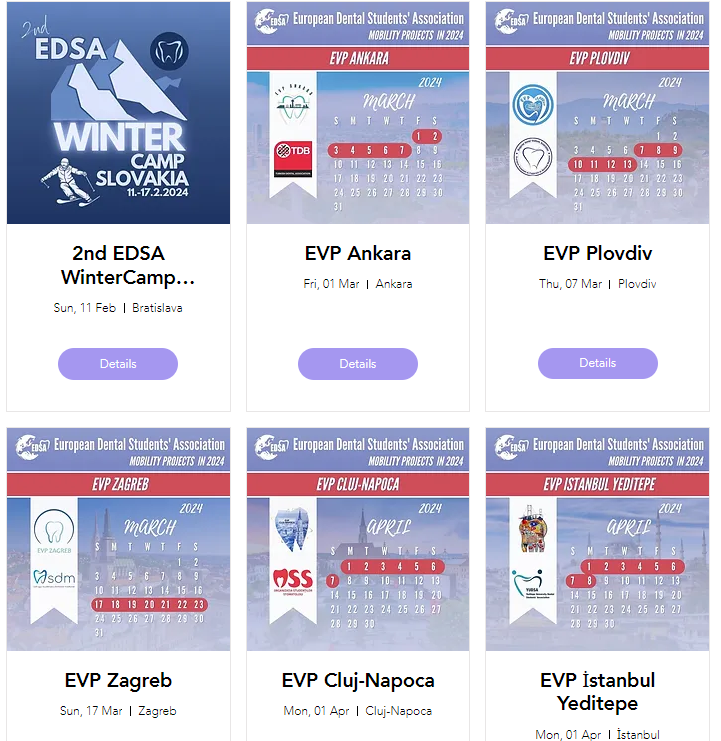 2nd
EDSA
WINTER
CAMP
SLOVAKIA
11.-17.2.2024
2nd EDSA
WinterCamp…
Sun, 11 Feb | Bratislava
Details
EDSA European Dental Students' Association
MOBILITY PROJECTS IN 2024
EVP ANKARA
2024
MARCH
EVP ANKARA
TDB
S M T W T F S
1 2
3 4 5 6 7 8 9
10 11 12 13 14 15 16
17 18 19 20 21 22 23
24 25 26 27 28 29 30
31
EVP Ankara
Fri, 01 Mar | Ankara
Details
EDSA European Dental Students' Association
MOBILITY PROJECTS IN 2024
EVP PLOVDIV
2024
MARCH
S M T W T F S
1 2
3 4 5 6 7 8 9
10 11 12 13 14 15 16
17 18 19 20 21 22 23
24 25 26 27 28 29 30
31
EVP Plovdiv
Thu, 07 Mar | Plovdiv
Details
EDSA European Dental Students' Association
MOBILITY PROJECTS IN 2024
EVP ZAGREB
2024
MARCH
EVP ZAGREB
sdm
S M T W T F S
1 2
3 4 5 6 7 8 9
10 11 12 13 14 15 16
17 18 19 20 21 22 23
24 25 26 27 28 29 30
31
EVP Zagreb
Sun, 17 Mar | Zagreb
EDSA European Dental Students' Association
MOBILITY PROJECTS IN 2024
EVP CLUJ-NAPOCA
2024
APRIL
OSS
ORGANIZAȚIA STUDENȚILOR
STOMATOLOGI
S M T W T F S
1 2 3 4 5 6
7 8 9 10 11 12 13
14 15 16 17 18 19 20
21 22 23 24 25 26 27
28 29 30
EVP Cluj-Napoca
Mon, 01 Apr | Cluj-Napoca
EDSA European Dental Students' Association
MOBILITY PROJECTS IN 2024
EVP ISTANBUL YEDITEPE
2024
APRIL
YUDSA
S M T W T F S
1 2 3 4 5 6
7 8 9 10 11 12 13
14 15 16 17 18 19 20
21 22 23 24 25 26 27
28 29 30
EVP İstanbul
Yeditepe
Mon, 01 Apr | İstanbul